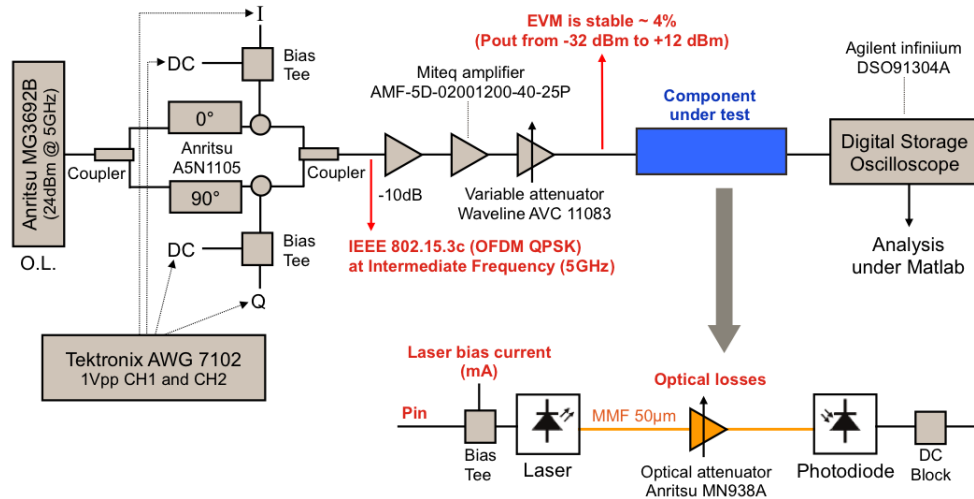 EVM is stable ~ 4%
(Pout from -32 dBm to +12 dBm)
I
Bias
Tee
DC
Miteq amplifier
AMF-5D-02001200-40-25P
Agilent infiniium
DSO91304A
Anritsu MG3692B
(24dBm @ 5GHz)
O.L.
Coupler
0°
Anritsu
A5N1105
90°
Coupler
-10dB
Variable attenuator
Waveline AVC 11083
Component
under test
Digital Storage
Oscilloscope
DC
Bias
Tee
Q
IEEE 802.15.3c (OFDM QPSK)
at Intermediate Frequency (5GHz)
Analysis
under Matlab
Tektronix AWG 7102
1Vpp CH1 and CH2
Laser bias current
(mA)
Optical losses
Pin
MMF 50µm
Bias
Tee
Laser
Optical attenuator
Anritsu MN938A
Photodiode
DC
Block